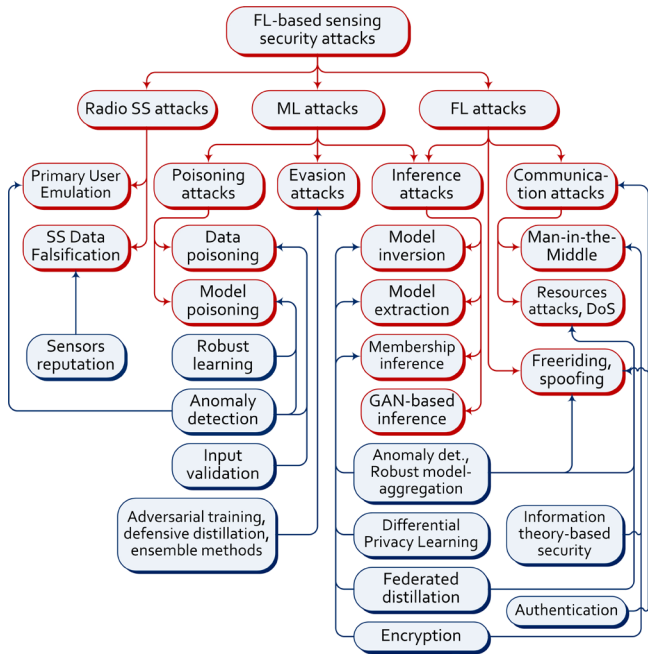 FL-based sensing
security attacks
Radio SS attacks
ML attacks
FL attacks
Primary User
Emulation
Poisoning
attacks
Evasion
attacks
Inference
attacks
Communica-
tion attacks
SS Data
Falsification
Data
poisoning
Model
inversion
Man-in-the-
Middle
Model
poisoning
Model
extraction
Resources
attacks, DoS
Sensors
reputation
Robust
learning
Membership
inference
Freeriding,
spoofing
Anomaly
detection
GAN-based
inference
Input
validation
Anomaly det.,
Robust model-
aggregation
Adversarial training,
defensive distillation,
ensemble methods
Differential
Privacy Learning
Information
theory-based
security
Federated
distillation
Authentication
Encryption